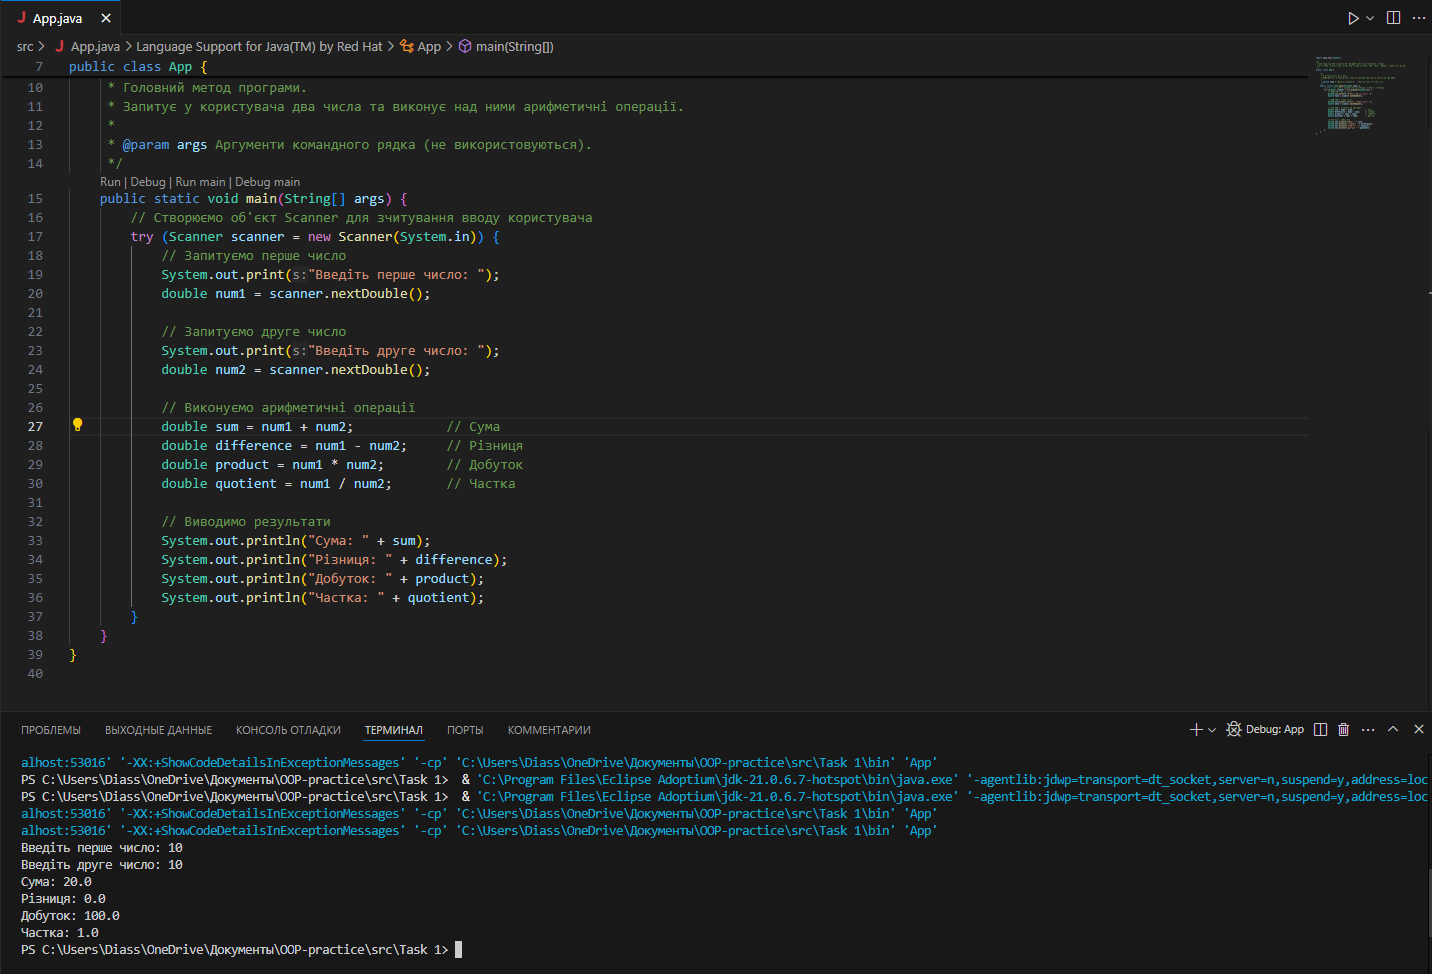 App.java
src > App.java > Language Support for Java(TM) by Red Hat > App > main(String[])
7 public class App {
10 * Головний метод програми.
11 * Запитує у користувача два числа та виконує над ними арифметичні операції.
12 *
13 * @param args Аргументи командного рядка (не використовуються).
14 */
Run | Debug | Run main | Debug main
15 public static void main(String[] args) {
16 // Створюємо об'єкт Scanner для зчитування вводу користувача
17 try (Scanner scanner = new Scanner(System.in)) {
18 // Запитуємо перше число
19 System.out.print(s:"Введіть перше число: ");
20 double num1 = scanner.nextDouble();
21
22 // Запитуємо друге число
23 System.out.print(s:"Введіть друге число: ");
24 double num2 = scanner.nextDouble();
25
26 // Виконуємо арифметичні операції
27 double sum = num1 + num2; // Сума
28 double difference = num1 - num2; // Різниця
29 double product = num1 * num2; // Добуток
30 double quotient = num1 / num2; // Частка
31
32 // Виводимо результати
33 System.out.println("Сума: " + sum);
34 System.out.println("Різниця: " + difference);
35 System.out.println("Добуток: " + product);
36 System.out.println("Частка: " + quotient);
37 }
38 }
39 }
40
ПРОБЛЕМЫ ВЫХОДНЫЕ ДАННЫЕ КОНСОЛЬ ОТЛАДКИ ТЕРМИНАЛ ПОРТЫ КОММЕНТАРИИ Debug: App
alhost:53016' '-XX:+ShowCodeDetailsInExceptionMessages' '-cp' 'C:\Users\Diass\OneDrive\Документы\OOP-practice\src\Task 1\bin' 'App'
PS C:\Users\Diass\OneDrive\Документы\OOP-practice\src\Task 1> & 'C:\Program Files\Eclipse Adoptium\jdk-21.0.6.7-hotspot\bin\java.exe' '-agentlib:jdwp=transport=dt_socket,server=n,suspend=y,address=loc
PS C:\Users\Diass\OneDrive\Документы\OOP-practice\src\Task 1> & 'C:\Program Files\Eclipse Adoptium\jdk-21.0.6.7-hotspot\bin\java.exe' '-agentlib:jdwp=transport=dt_socket,server=n,suspend=y,address=loc
alhost:53016' '-XX:+ShowCodeDetailsInExceptionMessages' '-cp' 'C:\Users\Diass\OneDrive\Документы\OOP-practice\src\Task 1\bin' 'App'
alhost:53016' '-XX:+ShowCodeDetailsInExceptionMessages' '-cp' 'C:\Users\Diass\OneDrive\Документы\OOP-practice\src\Task 1\bin' 'App'
Введіть перше число: 10
Введіть друге число: 10
Сума: 20.0
Різниця: 0.0
Добуток: 100.0
Частка: 1.0
PS C:\Users\Diass\OneDrive\Документы\OOP-practice\src\Task 1>